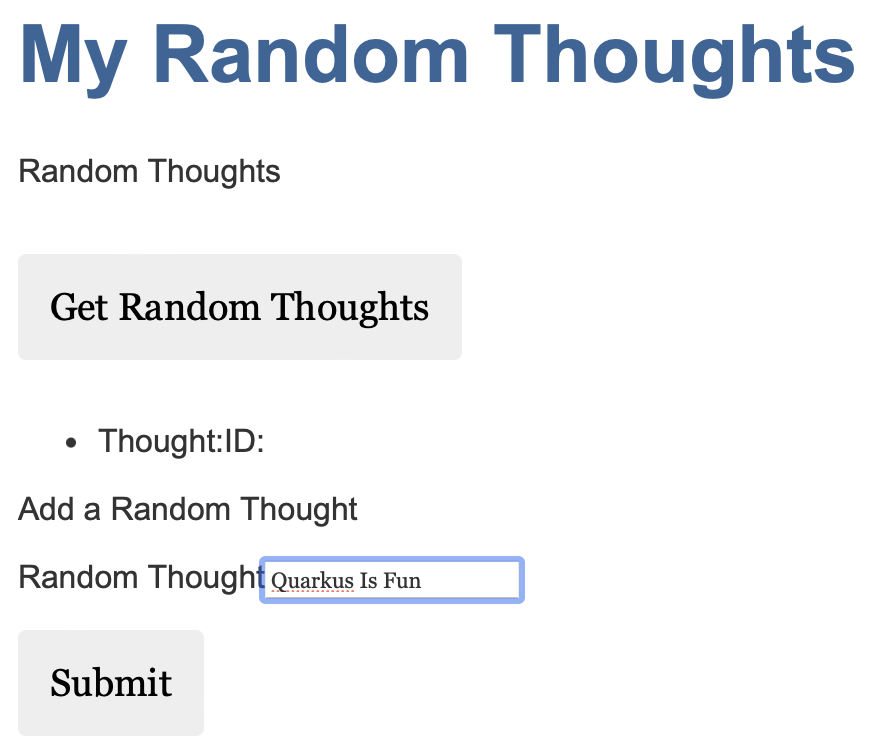 My Random Thoughts
Random Thoughts
Get Random Thoughts
Thought:ID:
Add a Random Thought
Random Thought Quarkus Is Fun
Submit